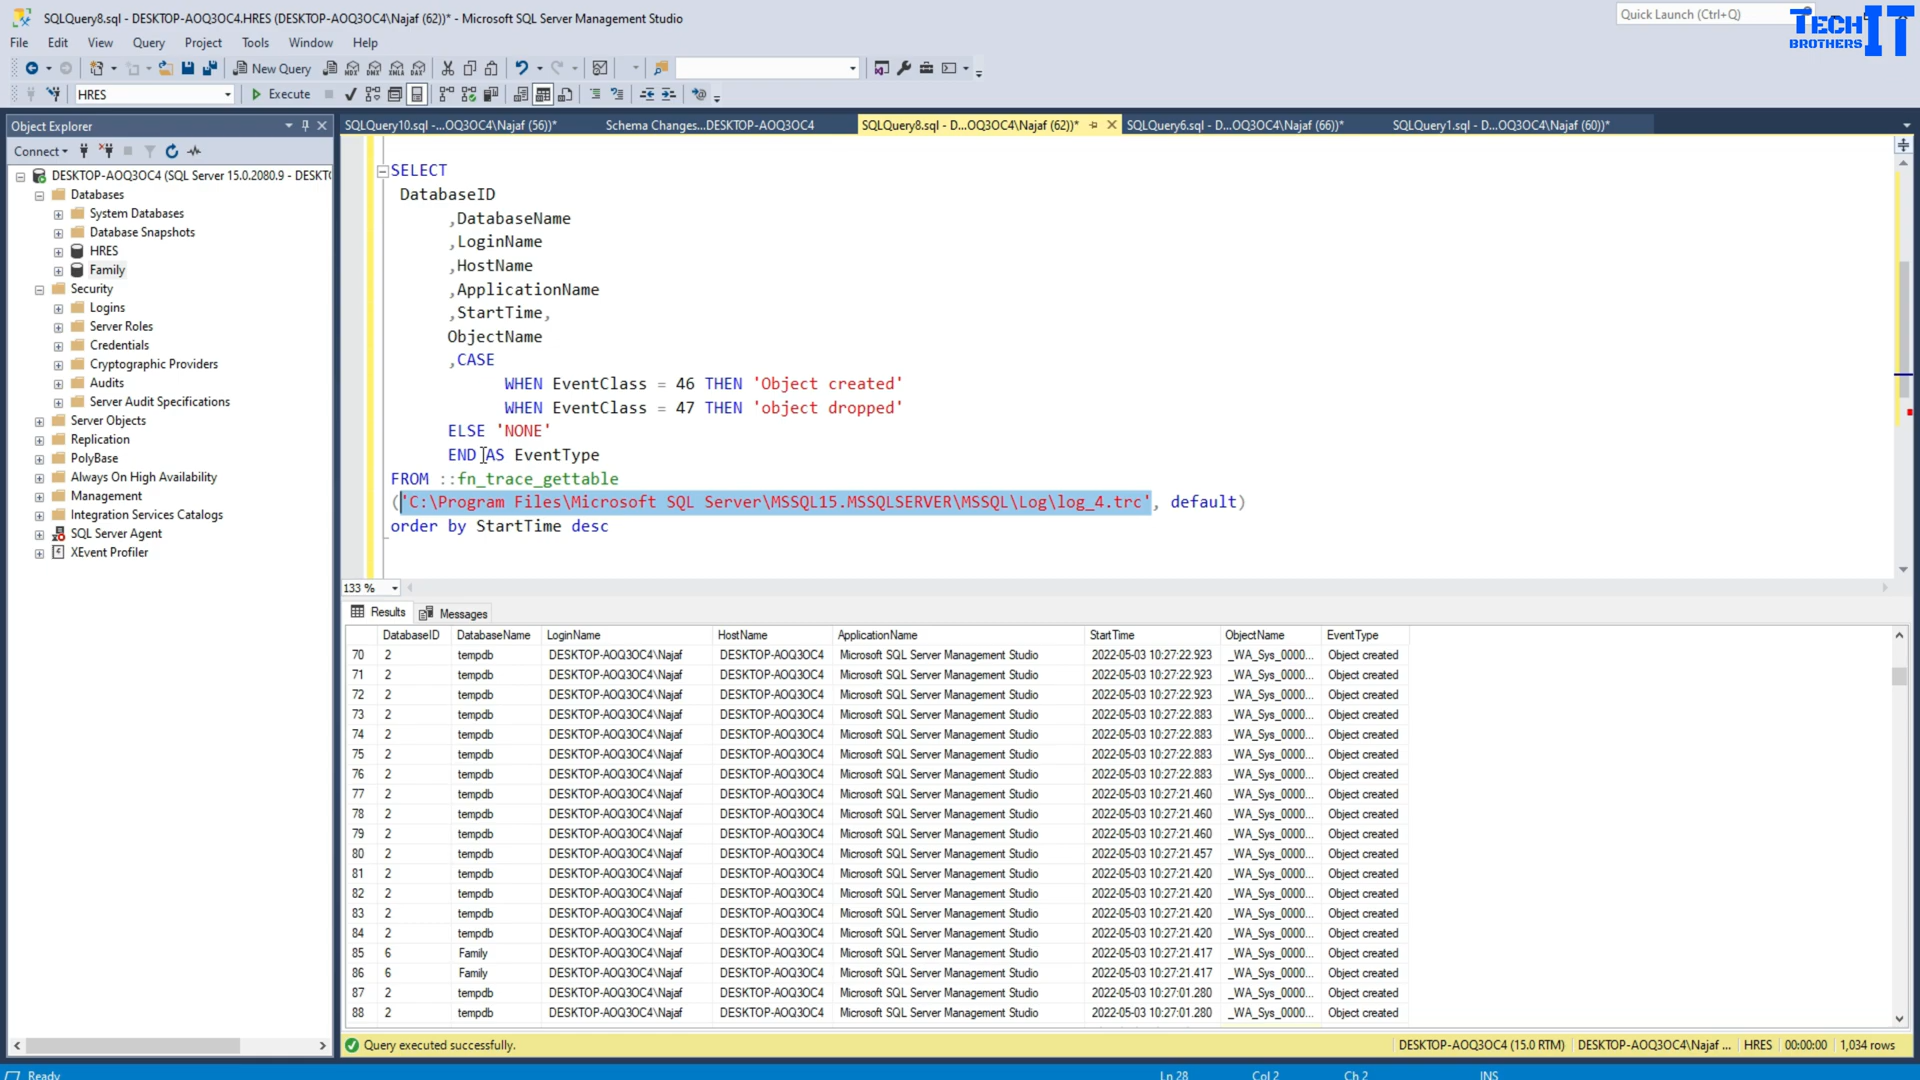 SQLQuery8.sql - DESKTOP-AOQ3OC4.HRES (DESKTOP-AOQ3OC4\Najaf (62))* - Microsoft SQL Server Management Studio
Quick Launch (Ctrl+Q)
TECH IT
BROTHERS
File Edit View Query Project Tools Window Help
New Query
HRES Execute
Object Explorer
SQLQuery10.sql -...OQ3OC4\Najaf (56))* Schema Changes...DESKTOP-AOQ3OC4 SQLQuery8.sql - D...OQ3OC4\Najaf (62))* SQLQuery6.sql - D...OQ3OC4\Najaf (66))* SQLQuery1.sql - D...OQ3OC4\Najaf (60))*
Connect
DESKTOP-AOQ3OC4 (SQL Server 15.0.2080.9 - DESKT
Databases
System Databases
Database Snapshots
HRES
Family
Security
Logins
Server Roles
Credentials
Cryptographic Providers
Audits
Server Audit Specifications
Server Objects
Replication
PolyBase
Always On High Availability
Management
Integration Services Catalogs
SQL Server Agent
XEvent Profiler
SELECT
DatabaseID
,DatabaseName
,LoginName
,HostName
,ApplicationName
,StartTime,
ObjectName
,CASE
WHEN EventClass = 46 THEN 'Object created'
WHEN EventClass = 47 THEN 'object dropped'
ELSE 'NONE'
END AS EventType
FROM ::fn_trace_gettable
('C:\Program Files\Microsoft SQL Server\MSSQL15.MSSQLSERVER\MSSQL\Log\log_4.trc', default)
order by StartTime desc
133 %
Results Messages
DatabaseID DatabaseName LoginName HostName ApplicationName StartTime ObjectName EventType
70 2 tempdb DESKTOP-AOQ3OC4\Najaf DESKTOP-AOQ3OC4 Microsoft SQL Server Management Studio 2022-05-03 10:27:22.923 _WA_Sys_0000... Object created
71 2 tempdb DESKTOP-AOQ3OC4\Najaf DESKTOP-AOQ3OC4 Microsoft SQL Server Management Studio 2022-05-03 10:27:22.923 _WA_Sys_0000... Object created
72 2 tempdb DESKTOP-AOQ3OC4\Najaf DESKTOP-AOQ3OC4 Microsoft SQL Server Management Studio 2022-05-03 10:27:22.923 _WA_Sys_0000... Object created
73 2 tempdb DESKTOP-AOQ3OC4\Najaf DESKTOP-AOQ3OC4 Microsoft SQL Server Management Studio 2022-05-03 10:27:22.883 _WA_Sys_0000... Object created
74 2 tempdb DESKTOP-AOQ3OC4\Najaf DESKTOP-AOQ3OC4 Microsoft SQL Server Management Studio 2022-05-03 10:27:22.883 _WA_Sys_0000... Object created
75 2 tempdb DESKTOP-AOQ3OC4\Najaf DESKTOP-AOQ3OC4 Microsoft SQL Server Management Studio 2022-05-03 10:27:22.883 _WA_Sys_0000... Object created
76 2 tempdb DESKTOP-AOQ3OC4\Najaf DESKTOP-AOQ3OC4 Microsoft SQL Server Management Studio 2022-05-03 10:27:22.883 _WA_Sys_0000... Object created
77 2 tempdb DESKTOP-AOQ3OC4\Najaf DESKTOP-AOQ3OC4 Microsoft SQL Server Management Studio 2022-05-03 10:27:21.460 _WA_Sys_0000... Object created
78 2 tempdb DESKTOP-AOQ3OC4\Najaf DESKTOP-AOQ3OC4 Microsoft SQL Server Management Studio 2022-05-03 10:27:21.460 _WA_Sys_0000... Object created
79 2 tempdb DESKTOP-AOQ3OC4\Najaf DESKTOP-AOQ3OC4 Microsoft SQL Server Management Studio 2022-05-03 10:27:21.460 _WA_Sys_0000... Object created
80 2 tempdb DESKTOP-AOQ3OC4\Najaf DESKTOP-AOQ3OC4 Microsoft SQL Server Management Studio 2022-05-03 10:27:21.457 _WA_Sys_0000... Object created
81 2 tempdb DESKTOP-AOQ3OC4\Najaf DESKTOP-AOQ3OC4 Microsoft SQL Server Management Studio 2022-05-03 10:27:21.420 _WA_Sys_0000... Object created
82 2 tempdb DESKTOP-AOQ3OC4\Najaf DESKTOP-AOQ3OC4 Microsoft SQL Server Management Studio 2022-05-03 10:27:21.420 _WA_Sys_0000... Object created
83 2 tempdb DESKTOP-AOQ3OC4\Najaf DESKTOP-AOQ3OC4 Microsoft SQL Server Management Studio 2022-05-03 10:27:21.420 _WA_Sys_0000... Object created
84 2 tempdb DESKTOP-AOQ3OC4\Najaf DESKTOP-AOQ3OC4 Microsoft SQL Server Management Studio 2022-05-03 10:27:21.420 _WA_Sys_0000... Object created
85 6 Family DESKTOP-AOQ3OC4\Najaf DESKTOP-AOQ3OC4 Microsoft SQL Server Management Studio 2022-05-03 10:27:21.417 _WA_Sys_0000... Object created
86 6 Family DESKTOP-AOQ3OC4\Najaf DESKTOP-AOQ3OC4 Microsoft SQL Server Management Studio 2022-05-03 10:27:21.417 _WA_Sys_0000... Object created
87 2 tempdb DESKTOP-AOQ3OC4\Najaf DESKTOP-AOQ3OC4 Microsoft SQL Server Management Studio 2022-05-03 10:27:01.280 _WA_Sys_0000... Object created
88 2 tempdb DESKTOP-AOQ3OC4\Najaf DESKTOP-AOQ3OC4 Microsoft SQL Server Management Studio 2022-05-03 10:27:01.280 _WA_Sys_0000... Object created
Query executed successfully. DESKTOP-AOQ3OC4 (15.0 RTM) DESKTOP-AOQ3OC4\Najaf ... HRES 00:00:00 1,034 rows
Ready Ln 28 Col 2 Ch 2 INS